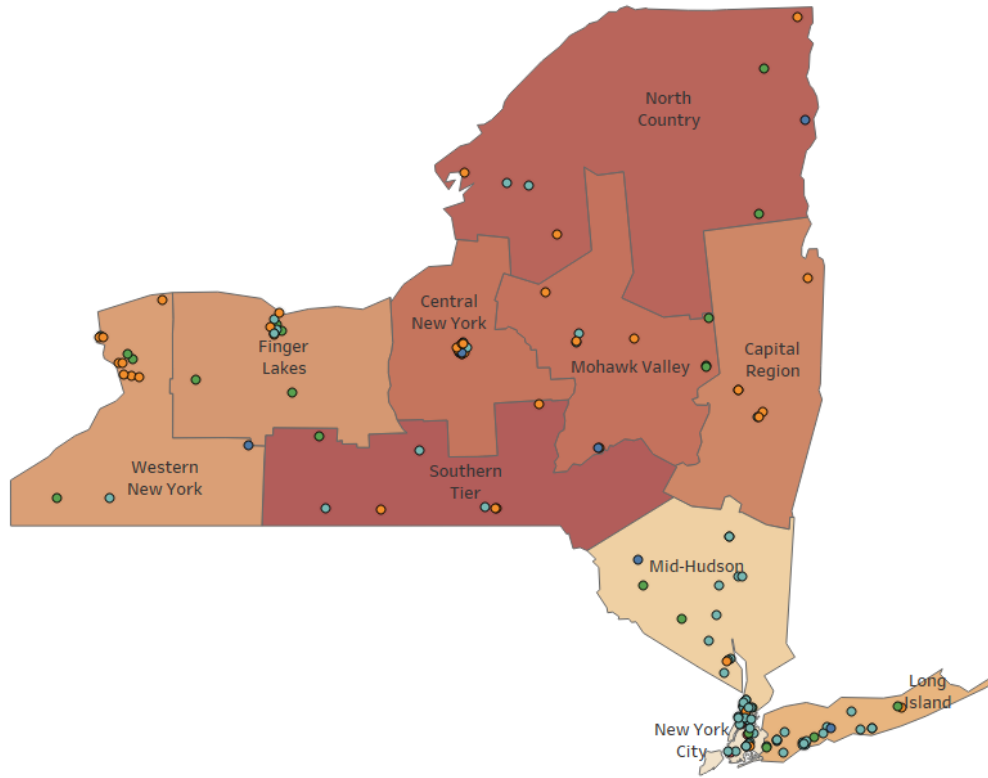 North
Country
Central
New York
Finger
Lakes
Mohawk Valley
Capital
Region
Western
New York
Southern
Tier
Mid-Hudson
Long
Island
New York
City